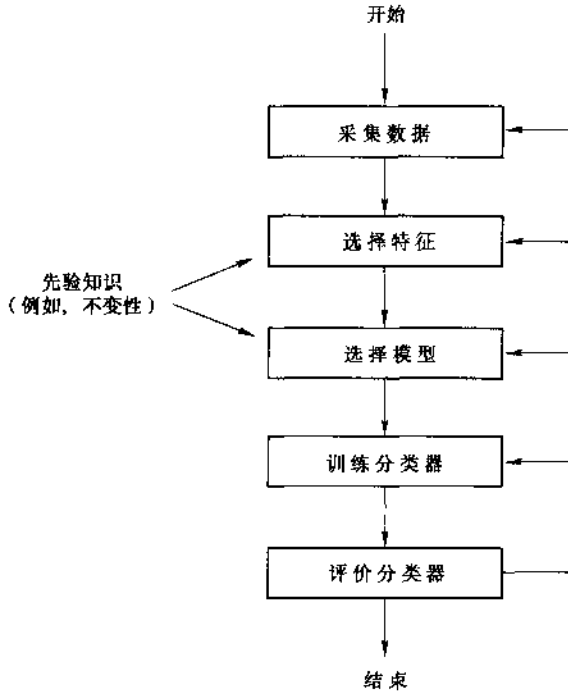 开始
采集数据
选择特征
先验知识
（例如，不变性）
选择模型
训练分类器
评价分类器
结束